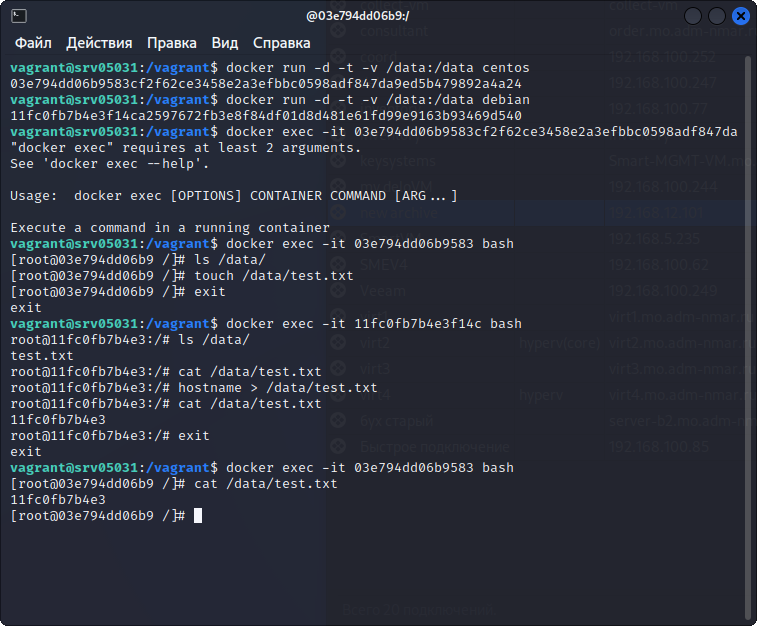 @03e794dd06b9:/
Файл Действия Правка Вид Справка
vagrant@srv05031:/vagrant$ docker run -d -t -v /data:/data centos
03e794dd06b9583cf2f62ce3458e2a3efbbc0598adf847da9ed5b479892a4a24
vagrant@srv05031:/vagrant$ docker run -d -t -v /data:/data debian
11fc0fb7b4e3f14ca2597672fb3e8f84df01d8d481e61fd99e9163b93469d540
vagrant@srv05031:/vagrant$ docker exec -it 03e794dd06b9583cf2f62ce3458e2a3efbbc0598adf847da
"docker exec" requires at least 2 arguments.
See 'docker exec --help'.
Usage:  docker exec [OPTIONS] CONTAINER COMMAND [ARG...]
Execute a command in a running container
vagrant@srv05031:/vagrant$ docker exec -it 03e794dd06b9583 bash
[root@03e794dd06b9 /]# ls /data/
[root@03e794dd06b9 /]# touch /data/test.txt
[root@03e794dd06b9 /]# exit
exit
vagrant@srv05031:/vagrant$ docker exec -it 11fc0fb7b4e3f14c bash
root@11fc0fb7b4e3:/# ls /data/
test.txt
root@11fc0fb7b4e3:/# cat /data/test.txt
root@11fc0fb7b4e3:/# hostname > /data/test.txt
root@11fc0fb7b4e3:/# cat /data/test.txt
11fc0fb7b4e3
root@11fc0fb7b4e3:/# exit
exit
vagrant@srv05031:/vagrant$ docker exec -it 03e794dd06b9583 bash
[root@03e794dd06b9 /]# cat /data/test.txt
11fc0fb7b4e3
[root@03e794dd06b9 /]#